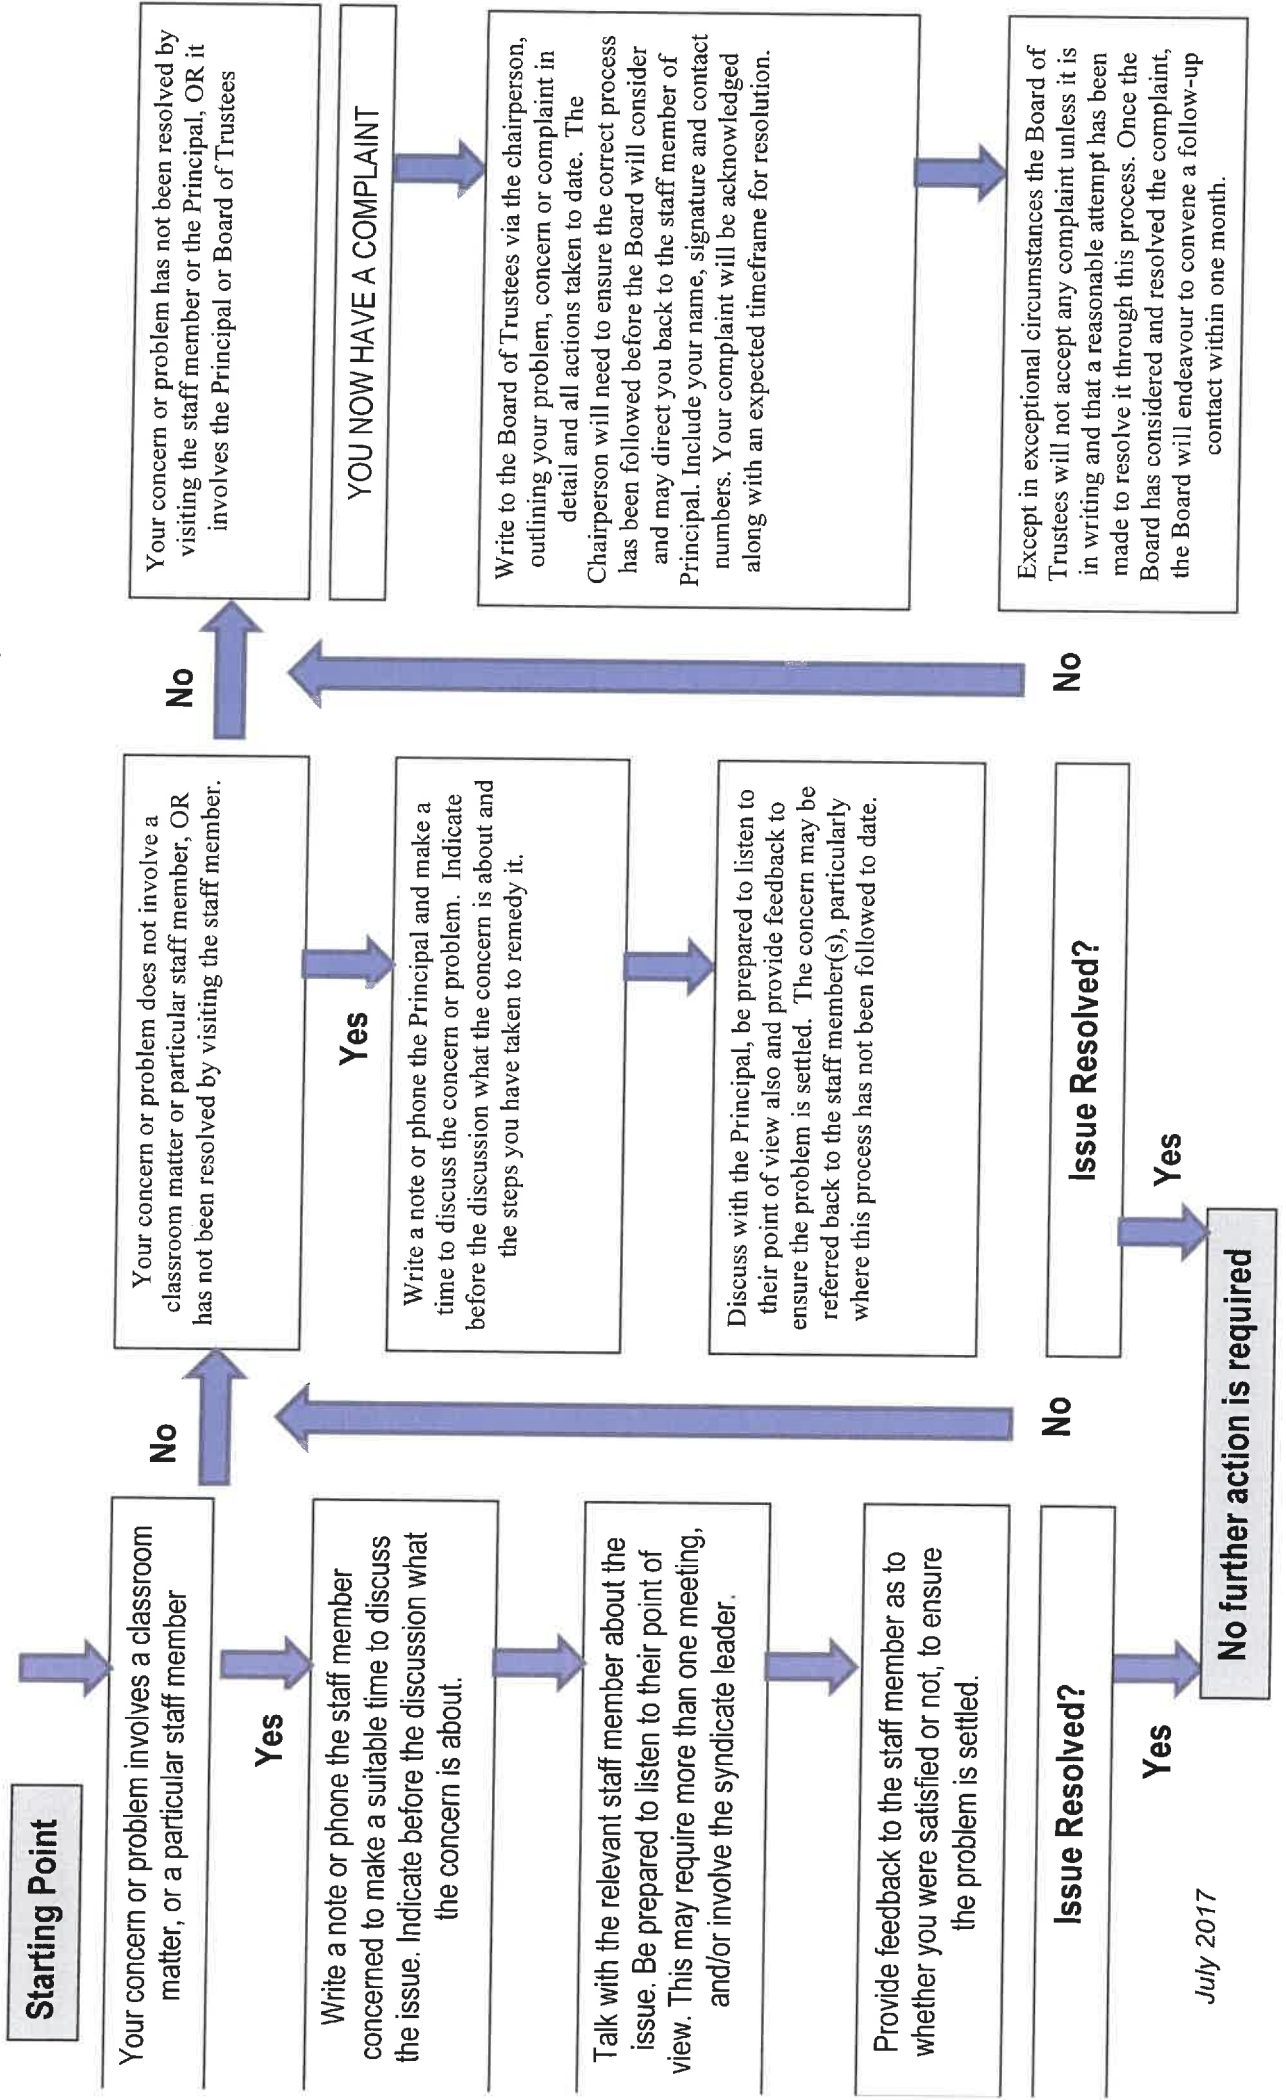 Starting Point
Your concern or problem involves a classroom
matter, or a particular staff member
Yes
No
Write a note or phone the staff member
concerned to make a suitable time to discuss
the issue. Indicate before the discussion what
the concern is about.
Talk with the relevant staff member about the
issue. Be prepared to listen to their point of
view. This may require more than one meeting,
and/or involve the syndicate leader.
Provide feedback to the staff member as to
whether you were satisfied or not, to ensure
the problem is settled.
Issue Resolved?
Yes
No
Your concern or problem does not involve a
classroom matter or particular staff member, OR
has not been resolved by visiting the staff member.
Yes
No
Write a note or phone the Principal and make a
time to discuss the concern or problem. Indicate
before the discussion what the concern is about and
the steps you have taken to remedy it.
Discuss with the Principal, be prepared to listen to
their point of view also and provide feedback to
ensure the problem is settled. The concern may be
referred back to the staff member(s), particularly
where this process has not been followed to date.
Issue Resolved?
Yes
No
No further action is required
Your concern or problem has not been resolved by
visiting the staff member or the Principal, OR it
involves the Principal or Board of Trustees
YOU NOW HAVE A COMPLAINT
Write to the Board of Trustees via the chairperson,
outlining your problem, concern or complaint in
detail and all actions taken to date. The
Chairperson will need to ensure the correct process
has been followed before the Board will consider
and may direct you back to the staff member of
Principal. Include your name, signature and contact
numbers. Your complaint will be acknowledged
along with an expected timeframe for resolution.
Except in exceptional circumstances the Board of
Trustees will not accept any complaint unless it is
in writing and that a reasonable attempt has been
made to resolve it through this process. Once the
Board has considered and resolved the complaint,
the Board will endeavour to convene a follow-up
contact within one month.
July 2017